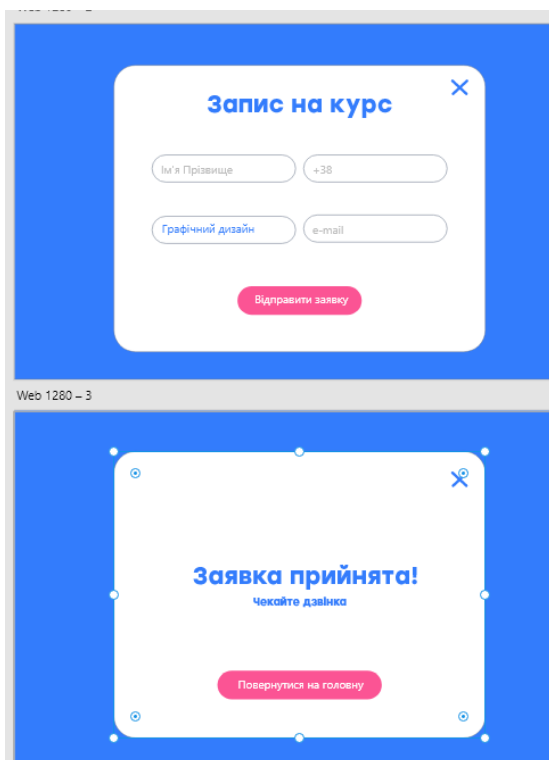 Запис на курс
Ім'я Прізвище
+38
Графічний дизайн
e-mail
Відправити заявку
Web 1280 – 3
Заявка прийнята!
Чекайте дзвінка
Повернутися на головну